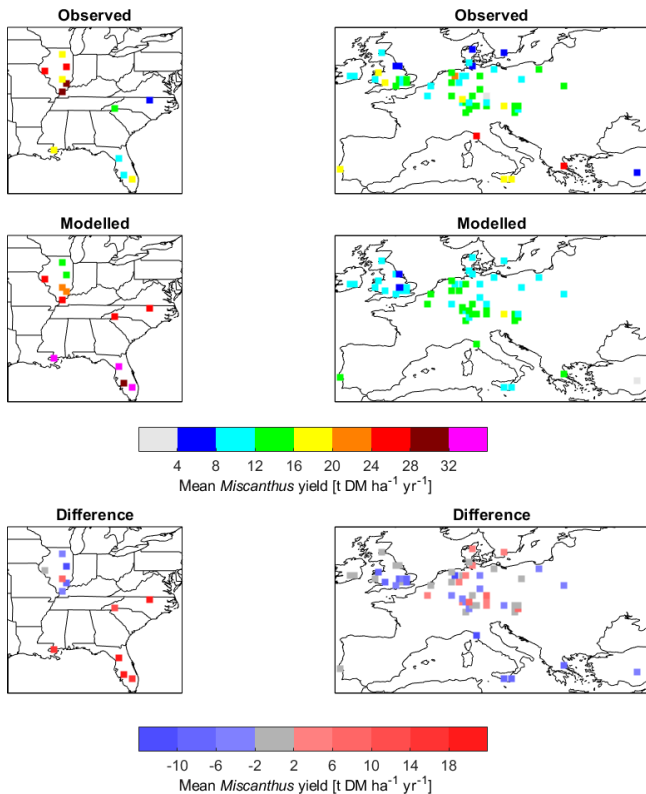 Observed
Observed
Modelled
Modelled
4 8 12 16 20 24 28 32
Mean Miscanthus yield [t DM ha⁻¹ yr⁻¹]
Difference
Difference
-10 -6 -2 2 6 10 14 18
Mean Miscanthus yield [t DM ha⁻¹ yr⁻¹]